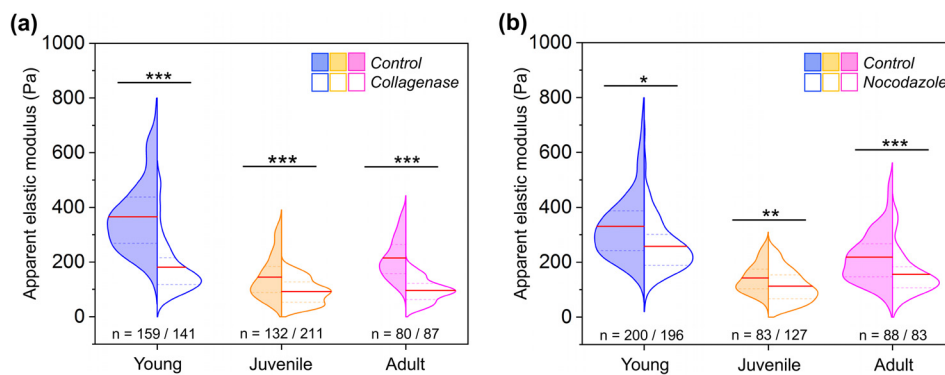 (a)
1000
800
600
400
200
0
Apparent elastic modulus (Pa)
Control
Collagenase
***
***
***
n = 159 / 141
n = 132 / 211
n = 80 / 87
Young
Juvenile
Adult
(b)
1000
800
600
400
200
0
Apparent elastic modulus (Pa)
Control
Nocodazole
*
**
***
n = 200 / 196
n = 83 / 127
n = 88 / 83
Young
Juvenile
Adult